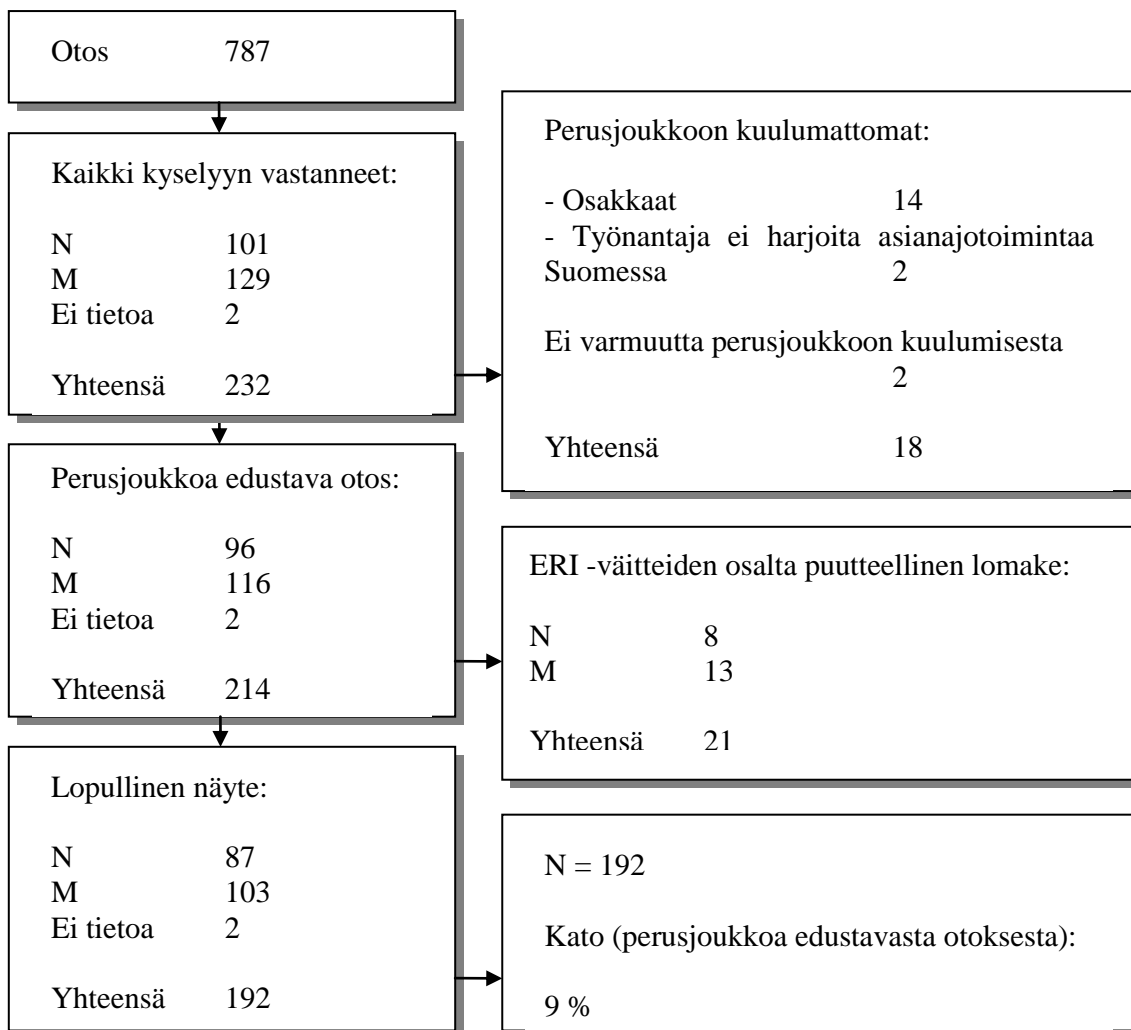 Otos 787
Kaikki kyselyyn vastanneet:
N 101
M 129
Ei tietoa 2
Yhteensä 232
Perusjoukkoon kuulumattomat:
- Osakkaat 14
- Työnantaja ei harjoita asianajotoimintaa
Suomessa 2
Ei varmuutta perusjoukkoon kuulumisesta
2
Yhteensä 18
Perusjoukkoa edustava otos:
N 96
M 116
Ei tietoa 2
Yhteensä 214
ERI -väitteiden osalta puutteellinen lomake:
N 8
M 13
Yhteensä 21
Lopullinen näyte:
N 87
M 103
Ei tietoa 2
Yhteensä 192
N = 192
Kato (perusjoukkoa edustavasta otoksesta):
9 %